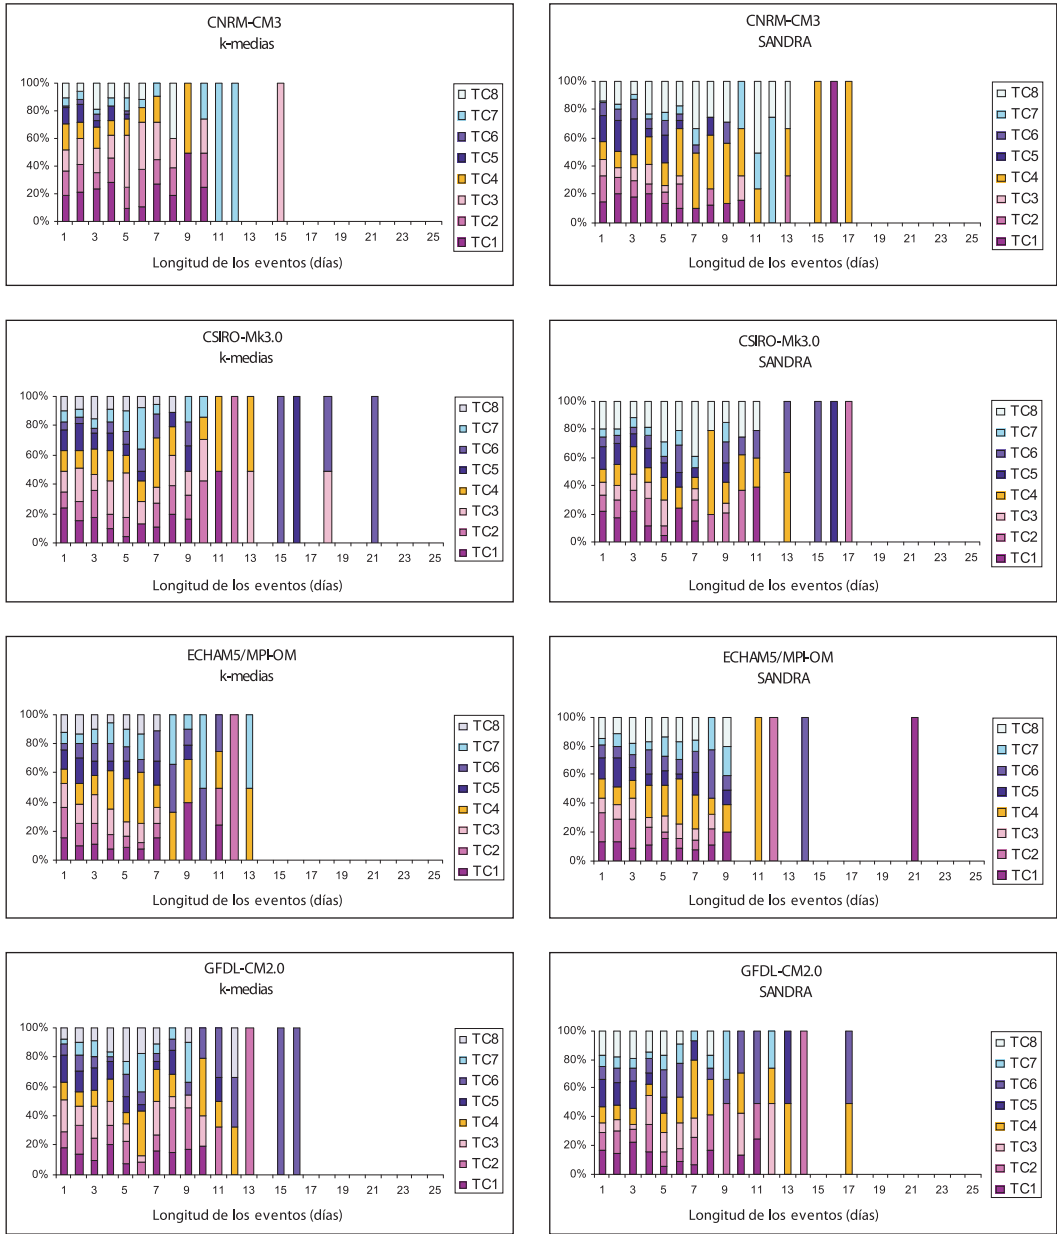 CNRM-CM3
k-medias
100%
80%
60%
40%
20%
0%
1 3 5 7 9 11 13 15 17 19 21 23 25
Longitud de los eventos (días)
TC8
TC7
TC6
TC5
TC4
TC3
TC2
TC1
CNRM-CM3
SANDRA
100%
80%
60%
40%
20%
0%
1 3 5 7 9 11 13 15 17 19 21 23 25
Longitud de los eventos (días)
TC8
TC7
TC6
TC5
TC4
TC3
TC2
TC1
CSIRO-Mk3.0
k-medias
100%
80%
60%
40%
20%
0%
1 3 5 7 9 11 13 15 17 19 21 23 25
Longitud de los eventos (días)
TC8
TC7
TC6
TC5
TC4
TC3
TC2
TC1
CSIRO-Mk3.0
SANDRA
100%
80%
60%
40%
20%
0%
1 3 5 7 9 11 13 15 17 19 21 23 25
Longitud de los eventos (días)
TC8
TC7
TC6
TC5
TC4
TC3
TC2
TC1
ECHAM5/MPI-OM
k-medias
100%
80%
60%
40%
20%
0%
1 3 5 7 9 11 13 15 17 19 21 23 25
Longitud de los eventos (días)
TC8
TC7
TC6
TC5
TC4
TC3
TC2
TC1
ECHAM5/MPI-OM
SANDRA
100%
80%
60%
40%
20%
0%
1 3 5 7 9 11 13 15 17 19 21 23 25
Longitud de los eventos (días)
TC8
TC7
TC6
TC5
TC4
TC3
TC2
TC1
GFDL-CM2.0
k-medias
100%
80%
60%
40%
20%
0%
1 3 5 7 9 11 13 15 17 19 21 23 25
Longitud de los eventos (días)
TC8
TC7
TC6
TC5
TC4
TC3
TC2
TC1
GFDL-CM2.0
SANDRA
100%
80%
60%
40%
20%
0%
1 3 5 7 9 11 13 15 17 19 21 23 25
Longitud de los eventos (días)
TC8
TC7
TC6
TC5
TC4
TC3
TC2
TC1